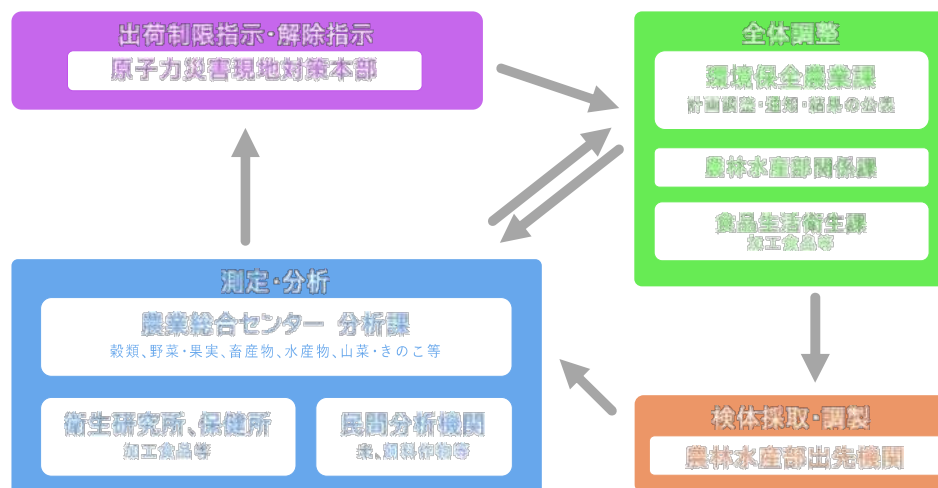 出荷制限指示・解除指示
原子力災害現地対策本部
全体調整
環境保全農業課
計画調整・通知・結果の公表
農林水産部関係課
食品生活衛生課
加工食品等
測定・分析
農業総合センター 分析課
穀類、野菜・果実、畜産物、水産物、山菜・きのこ等
衛生研究所、保健所
加工食品等
民間分析機関
米、飼料作物等
検体採取・調製
農林水産部出先機関